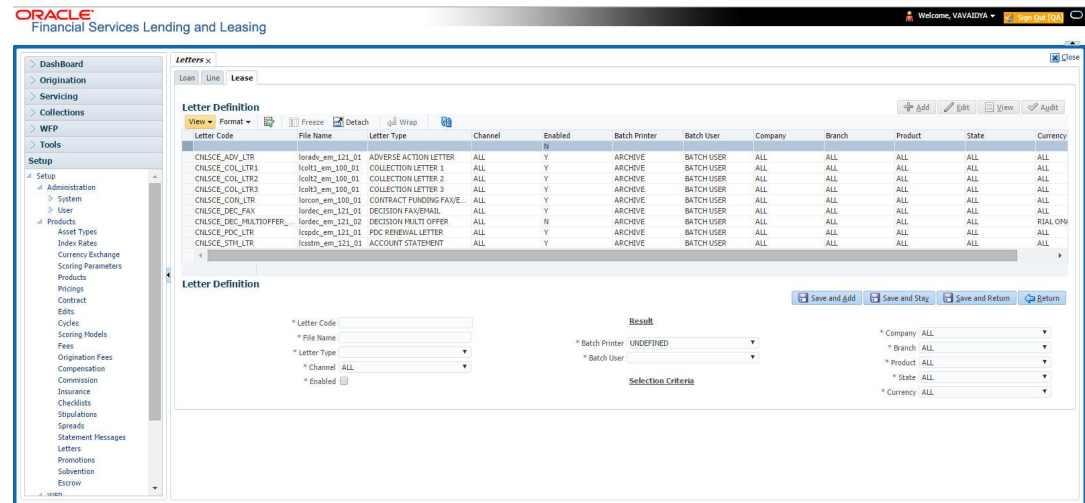 ORACLE
Financial Services Lending and Leasing
Welcome, VAVAIDYA
Sign Out [QA]
Close
DashBoard
Origination
Servicing
Collections
WFP
Tools
Setup
Setup
Administration
System
User
Products
Asset Types
Index Rates
Currency Exchange
Scoring Parameters
Products
Pricings
Contract
Edits
Cycles
Scoring Models
Fees
Origination Fees
Compensation
Commission
Insurance
Checklists
Stipulations
Spreads
Statement Messages
Letters
Promotions
Subvention
Escrow
WFP
Letters x
Loan Line Lease
Letter Definition
Add Edit View Audit
View Format Freeze Detach Wrap
Letter Code File Name Letter Type Channel Enabled Batch Printer Batch User Company Branch Product State Currency
N
CNLSCE_ADV_LTR loradv_em_121_01 ADVERSE ACTION LETTER ALL Y ARCHIVE BATCH USER ALL ALL ALL ALL ALL
CNLSCE_COL_LTR1 lcolt1_em_100_01 COLLECTION LETTER 1 ALL Y ARCHIVE BATCH USER ALL ALL ALL ALL ALL
CNLSCE_COL_LTR2 lcolt2_em_100_01 COLLECTION LETTER 2 ALL Y ARCHIVE BATCH USER ALL ALL ALL ALL ALL
CNLSCE_COL_LTR3 lcolt3_em_100_01 COLLECTION LETTER 3 ALL Y ARCHIVE BATCH USER ALL ALL ALL ALL ALL
CNLSCE_CON_LTR lorcon_em_100_01 CONTRACT FUNDING FAX/E... ALL Y ARCHIVE BATCH USER ALL ALL ALL ALL ALL
CNLSCE_DEC_FAX lordec_em_121_01 DECISION FAX/EMAIL ALL Y ARCHIVE BATCH USER ALL ALL ALL ALL ALL
CNLSCE_DEC_MULTIOFFER_... lordec_em_121_02 DECISION MULTI OFFER ALL N ARCHIVE BATCH USER ALL ALL ALL ALL RIAL OMA
CNLSCE_PDC_LTR lcspdc_em_121_01 PDC RENEWAL LETTER ALL Y ARCHIVE BATCH USER ALL ALL ALL ALL ALL
CNLSCE_STM_LTR lcsstm_em_121_01 ACCOUNT STATEMENT ALL Y ARCHIVE BATCH USER ALL ALL ALL ALL ALL
Letter Definition
Save and Add Save and Stay Save and Return Return
* Letter Code
* File Name
* Letter Type
* Channel ALL
* Enabled
Result
* Batch Printer UNDEFINED
* Batch User
Selection Criteria
* Company ALL
* Branch ALL
* Product ALL
* State ALL
* Currency ALL